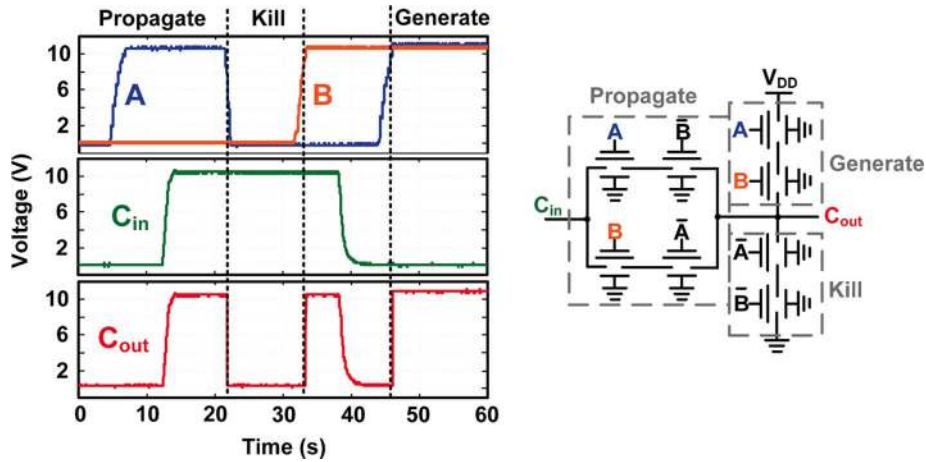 Propagate Kill Generate
10
6
2
A
B
10
6
2
Cin
Voltage (V)
10
6
2
Cout
0 10 20 30 40 50 60
Time (s)
VDD
Propagate
A B̅
A
Generate
B
Cin
Cout
B A̅
A̅
Kill
B̅